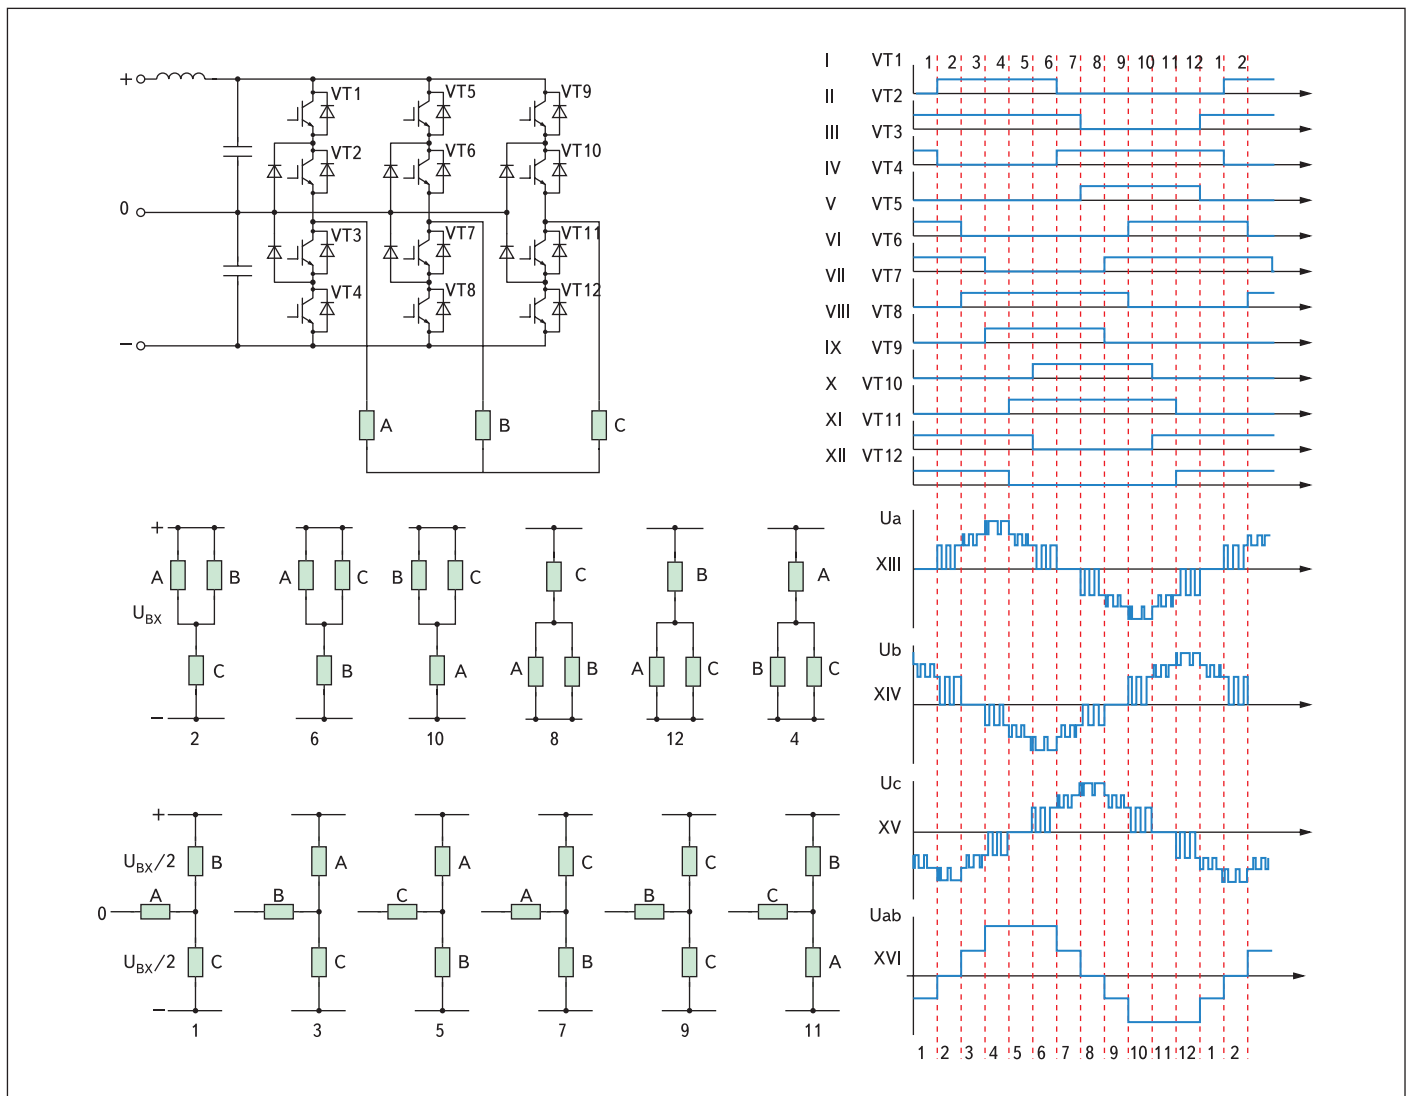 +
0
−
VT1
VT5
VT9
VT2
VT6
VT10
VT3
VT7
VT11
VT4
VT8
VT12
A
B
C
+
A B
U_BX
C
−
2
A C
B
6
B C
A
10
C
A B
8
B
A C
12
A
B C
4
+
U_BX/2 B
0 A
U_BX/2 C
−
1
A
B
C
3
A
C
B
5
C
A
B
7
C
B
C
9
B
C
A
11
I VT1
1 2 3 4 5 6 7 8 9 10 11 12 1 2
II VT2
III VT3
IV VT4
V VT5
VI VT6
VII VT7
VIII VT8
IX VT9
X VT10
XI VT11
XII VT12
Ua
XIII
Ub
XIV
Uc
XV
Uab
XVI
1 2 3 4 5 6 7 8 9 10 11 12 1 2